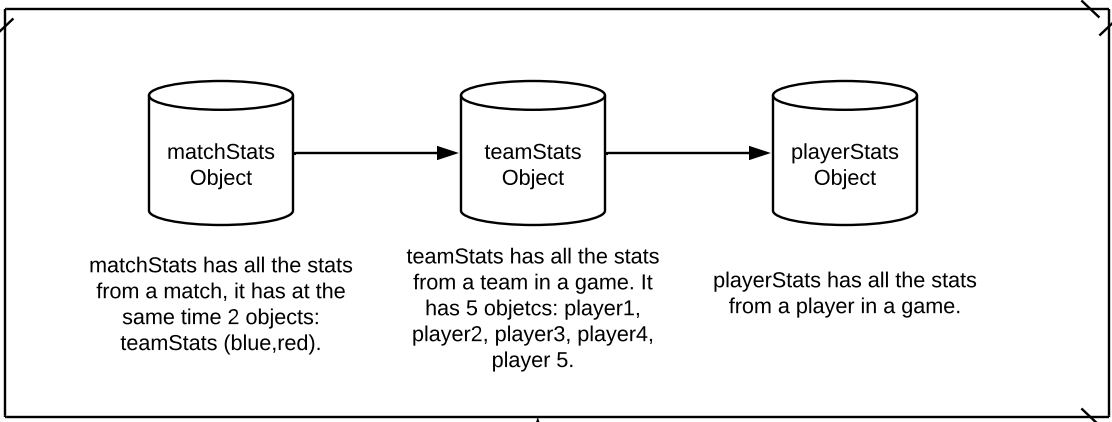 matchStats
Object
teamStats
Object
playerStats
Object
matchStats has all the stats
from a match, it has at the
same time 2 objects:
teamStats (blue,red).
teamStats has all the stats
from a team in a game. It
has 5 objetcs: player1,
player2, player3, player4,
player 5.
playerStats has all the stats
from a player in a game.